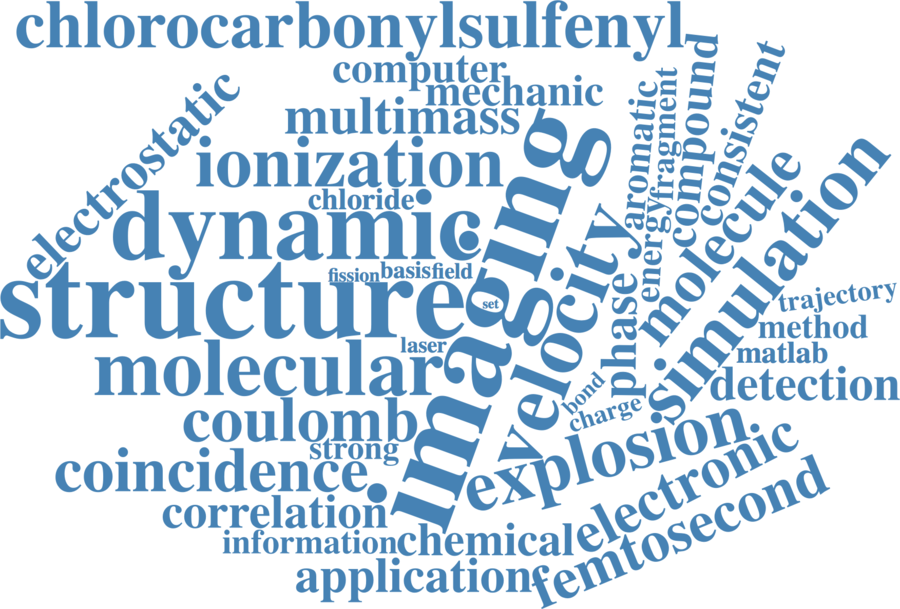 chlorocarbonylsulfenyl
computer
mechanic
multimass
electrostatic
ionization
chloride
dynamic
fission
basis
field
structure
set
imaging
velocity
laser
molecular
coulomb
strong
coincidence
correlation
information
chemical
application
aromatic
fragment
energy
compound
consistent
phase
molecule
simulation
trajectory
method
matlab
detection
bond
charge
explosion
electronic
femtosecond